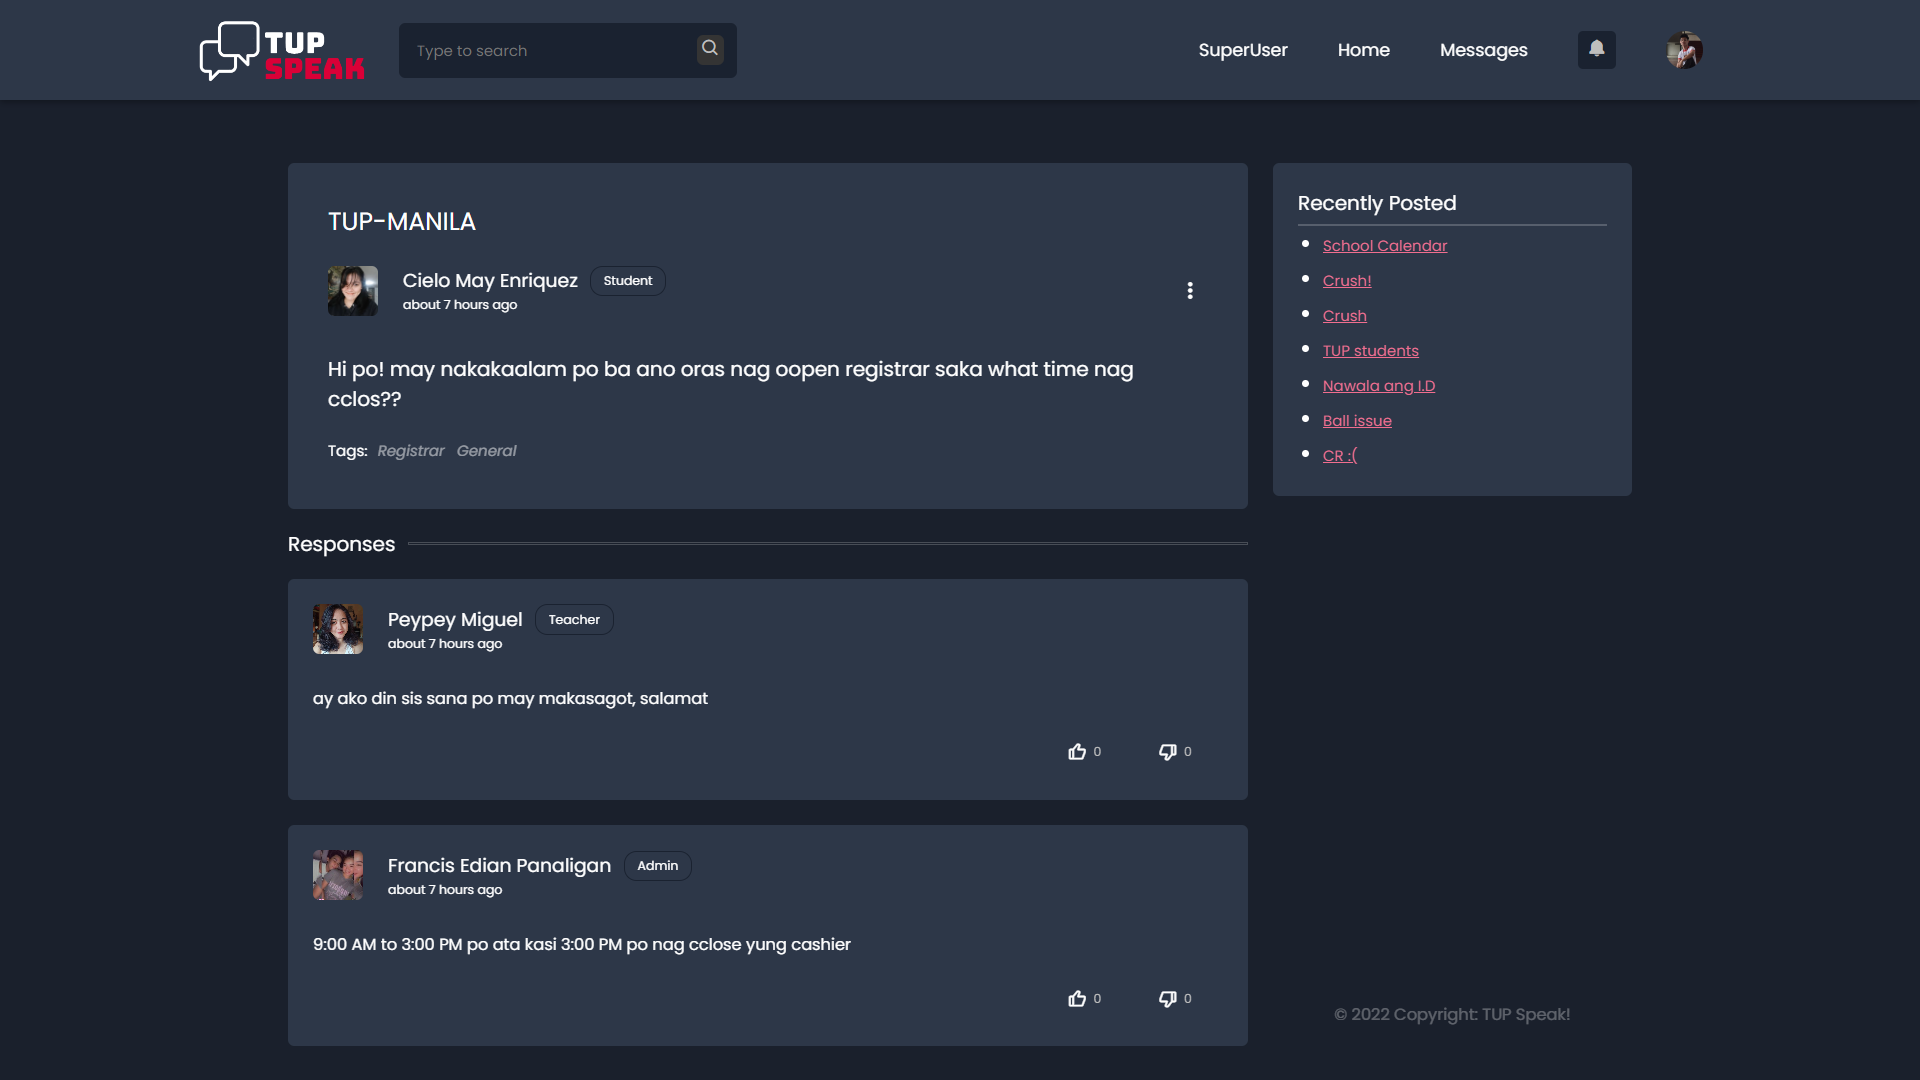 TUP
SPEAK
Type to search
SuperUser
Home
Messages
TUP-MANILA
Cielo May Enriquez
Student
about 7 hours ago
Hi po! may nakakaalam po ba ano oras nag oopen registrar saka what time nag
cclos??
Tags: Registrar General
Responses
Peypey Miguel
Teacher
about 7 hours ago
ay ako din sis sana po may makasagot, salamat
0
0
Francis Edian Panaligan
Admin
about 7 hours ago
9:00 AM to 3:00 PM po ata kasi 3:00 PM po nag cclose yung cashier
0
0
Recently Posted
School Calendar
Crush!
Crush
TUP students
Nawala ang I.D
Ball issue
CR :(
© 2022 Copyright: TUP Speak!